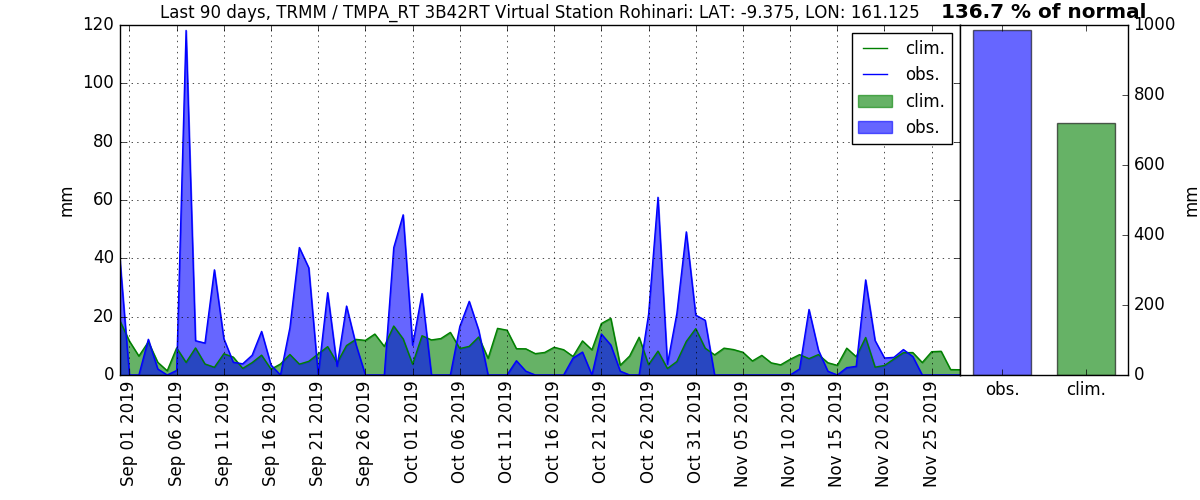 Last 90 days, TRMM / TMPA_RT 3B42RT Virtual Station Rohinari: LAT: -9.375, LON: 161.125
136.7 % of normal
120
100
80
60
40
20
0
mm
clim.
obs.
clim.
obs.
1000
800
600
400
200
0
mm
Sep 01 2019
Sep 06 2019
Sep 11 2019
Sep 16 2019
Sep 21 2019
Sep 26 2019
Oct 01 2019
Oct 06 2019
Oct 11 2019
Oct 16 2019
Oct 21 2019
Oct 26 2019
Oct 31 2019
Nov 05 2019
Nov 10 2019
Nov 15 2019
Nov 20 2019
Nov 25 2019
obs.
clim.